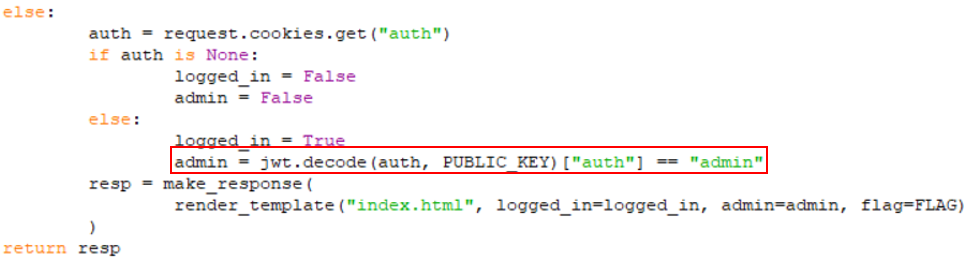 else:
auth = request.cookies.get("auth")
if auth is None:
logged_in = False
admin = False
else:
logged_in = True
admin = jwt.decode(auth, PUBLIC_KEY)["auth"] == "admin"
resp = make_response(
render_template("index.html", logged_in=logged_in, admin=admin, flag=FLAG)
)
return resp